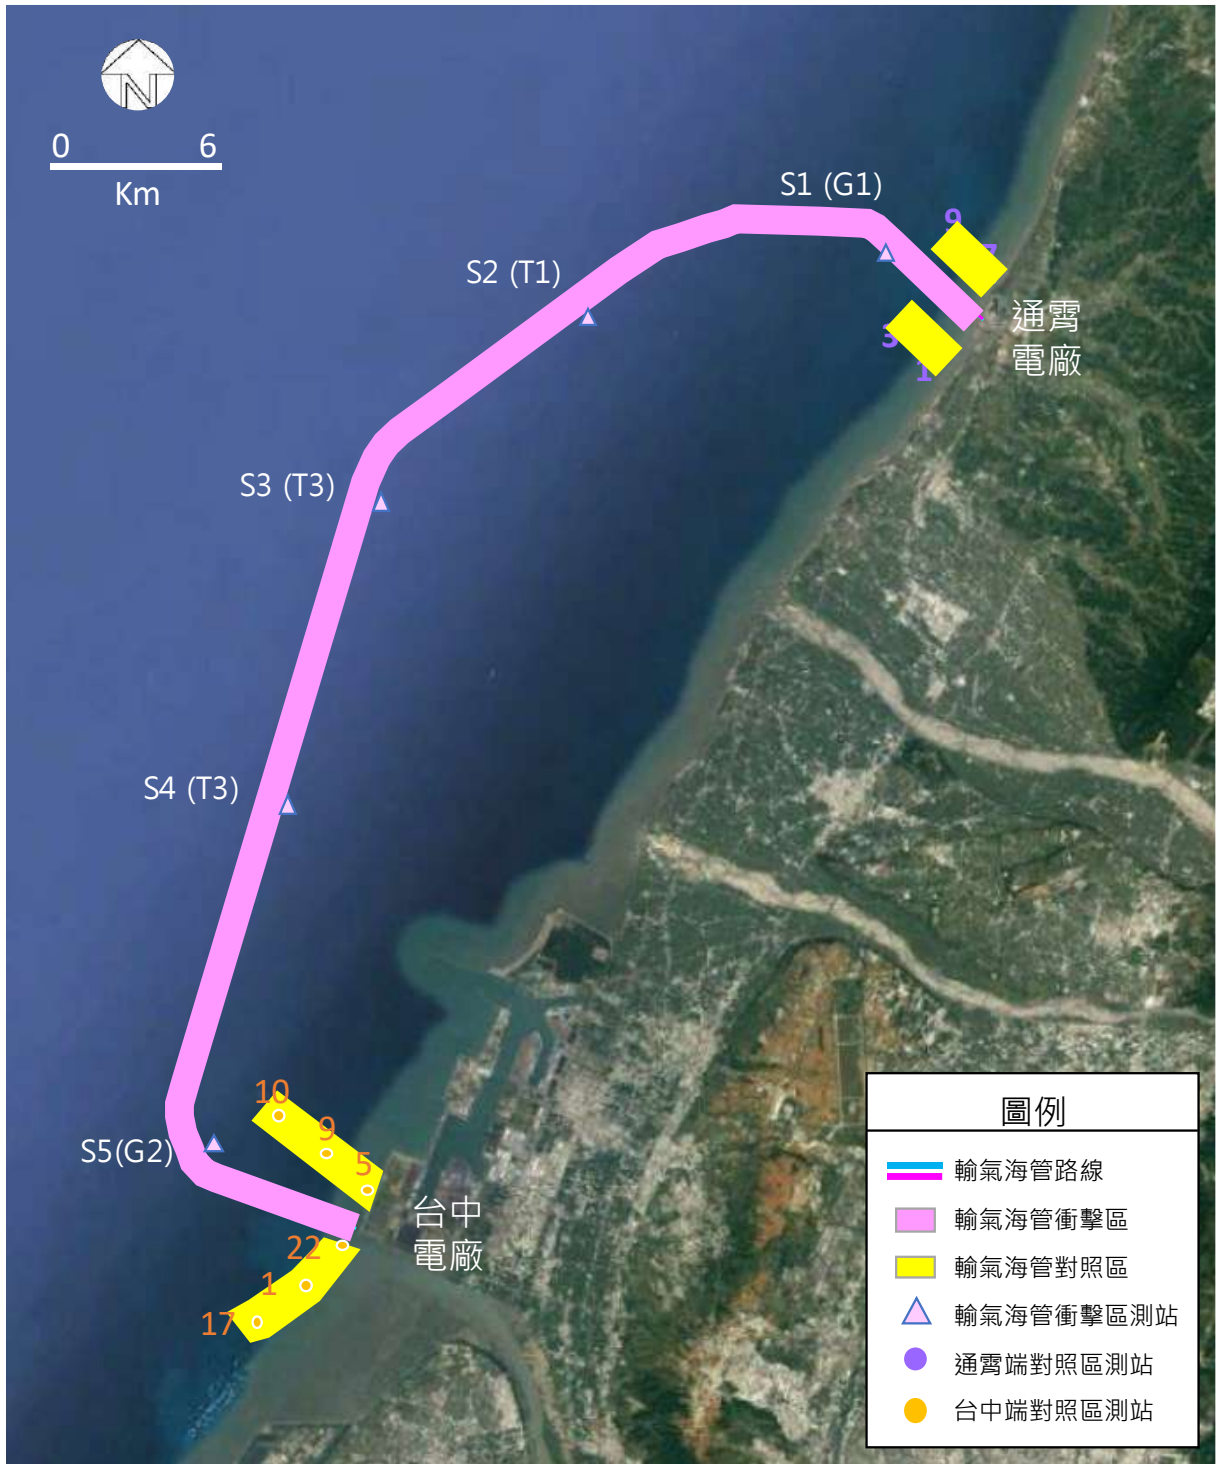 N
0 6
Km
S1 (G1)
9
7
S2 (T1)
通霄
電廠
3
1
S3 (T3)
S4 (T3)
10
9
S5(G2)
5
台中
電廠
22
1
17
圖例
輸氣海管路線
輸氣海管衝擊區
輸氣海管對照區
輸氣海管衝擊區測站
通霄端對照區測站
台中端對照區測站